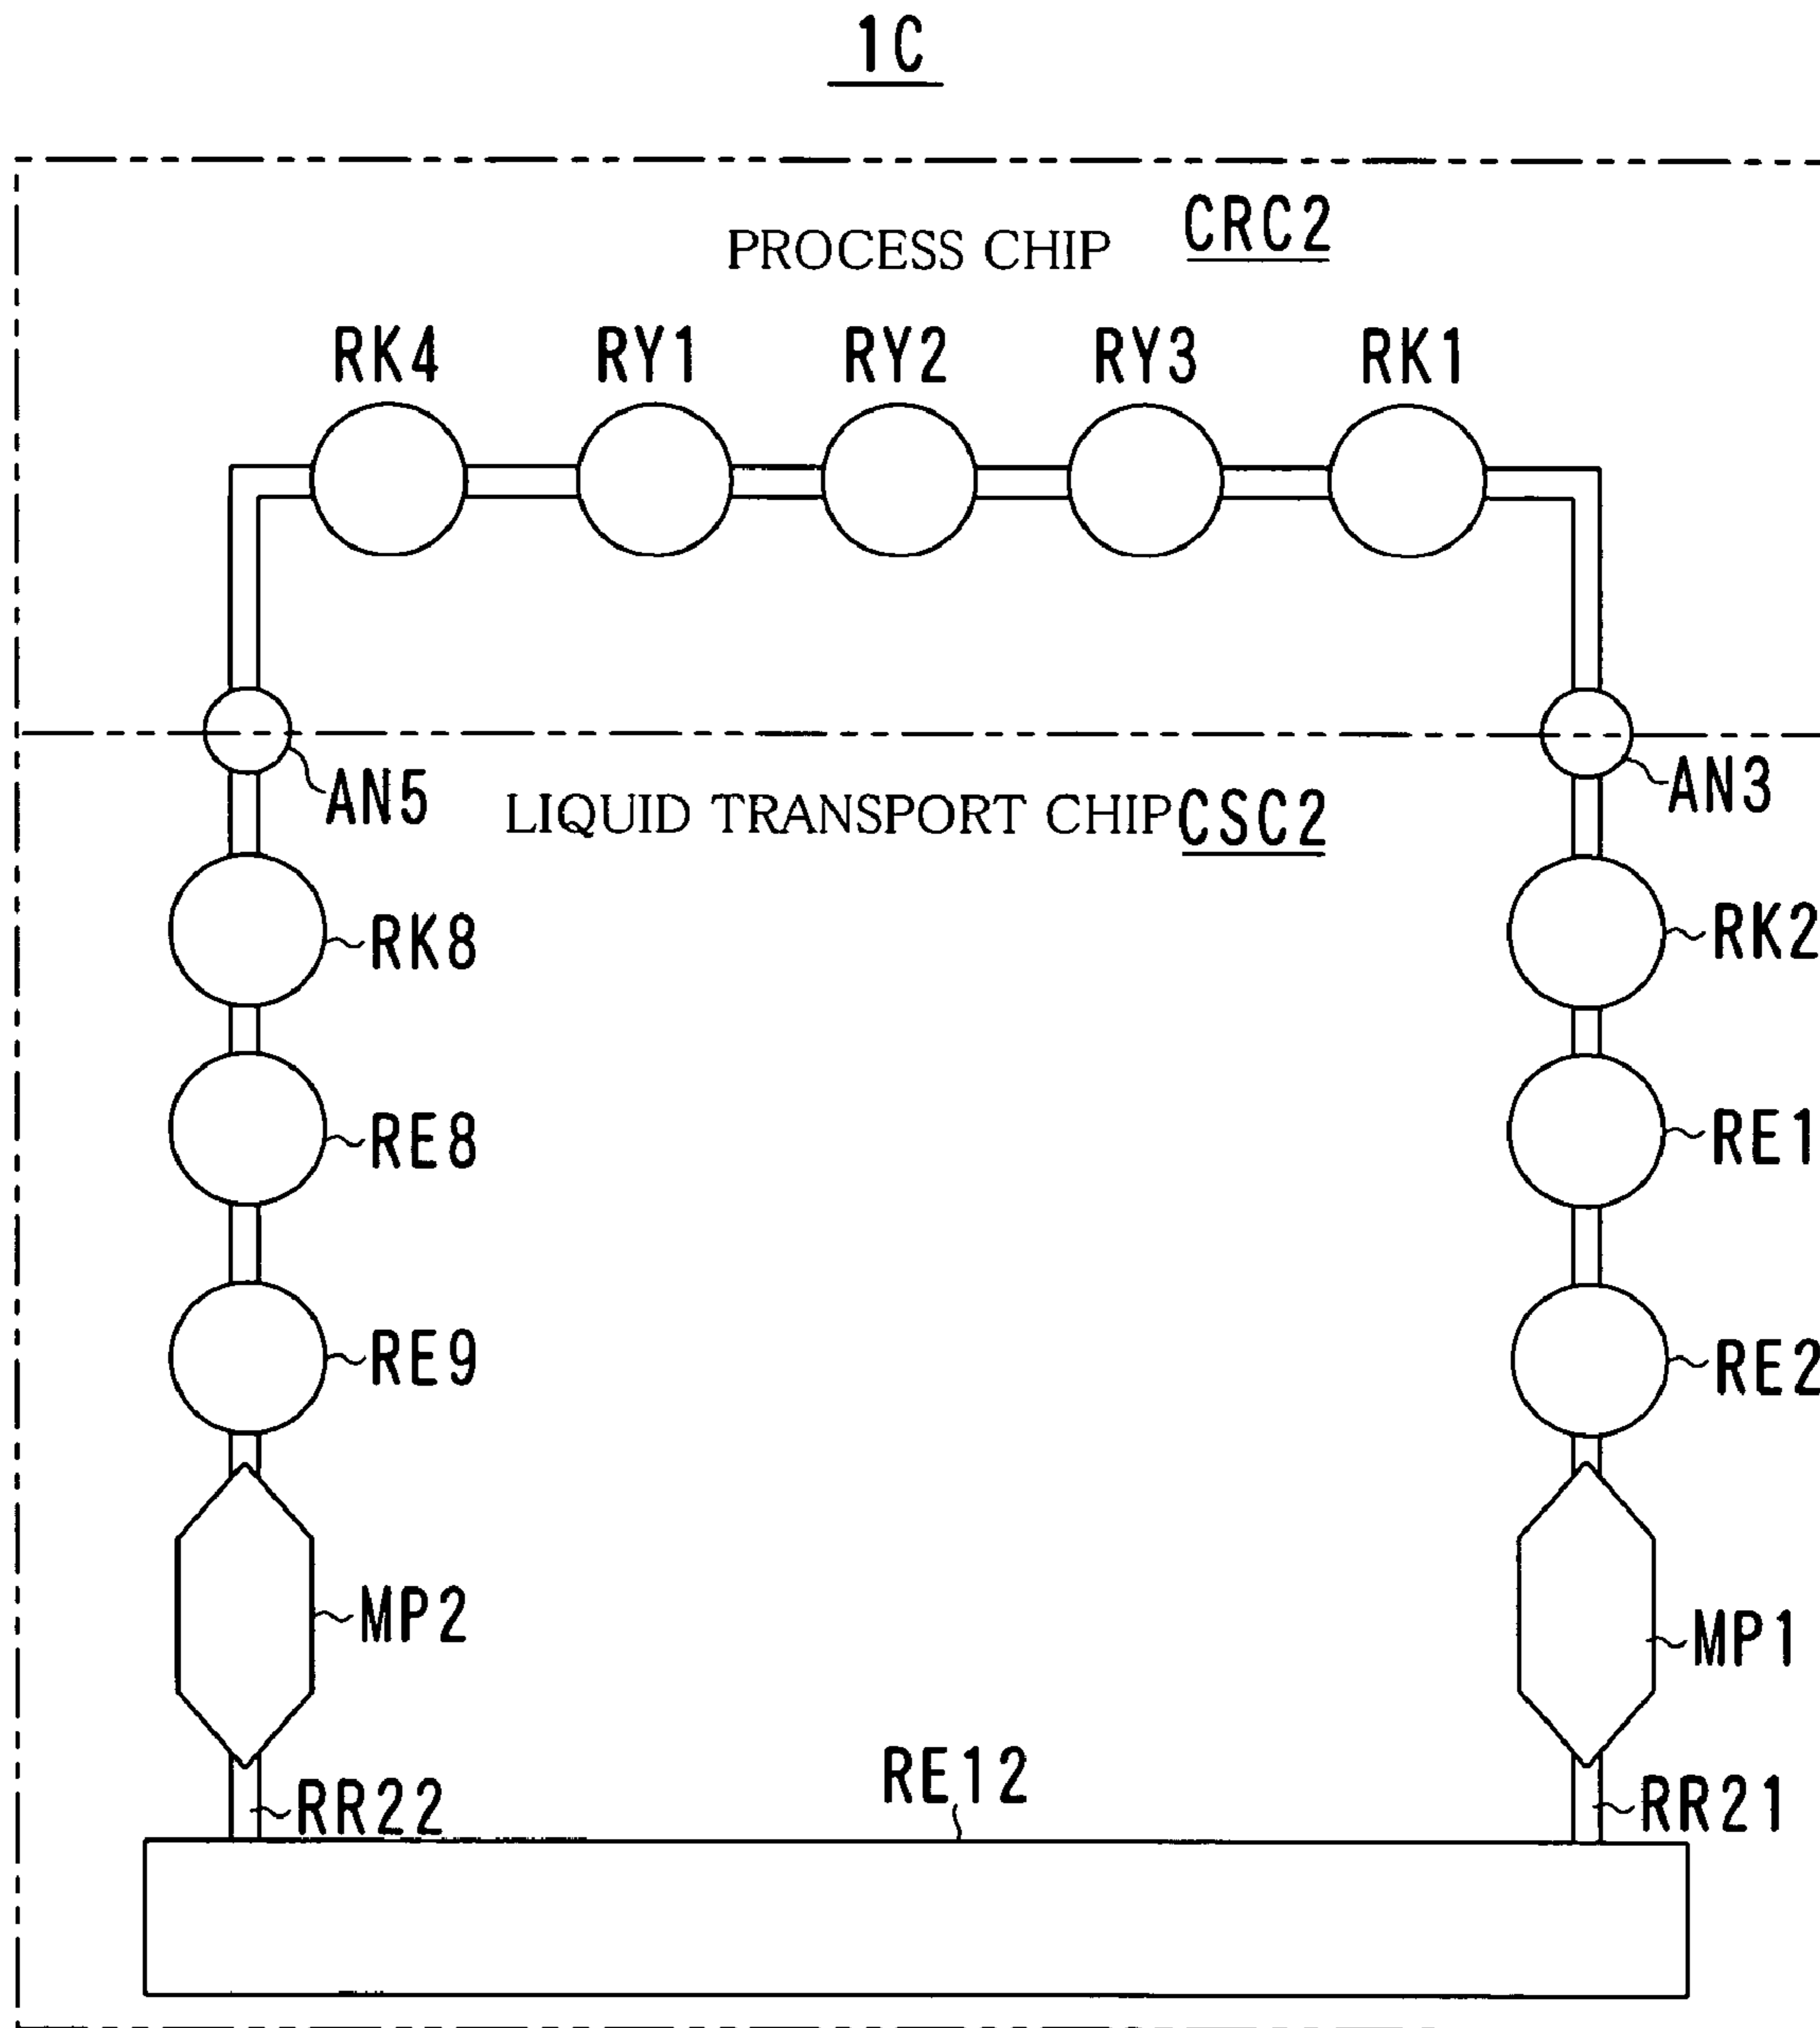 1C
PROCESS CHIP CRC2
RK4 RY1 RY2 RY3 RK1
AN5 AN3
LIQUID TRANSPORT CHIP CSC2
RK8 RK2
RE8 RE1
RE9 RE2
MP2 MP1
RR22 RE12 RR21